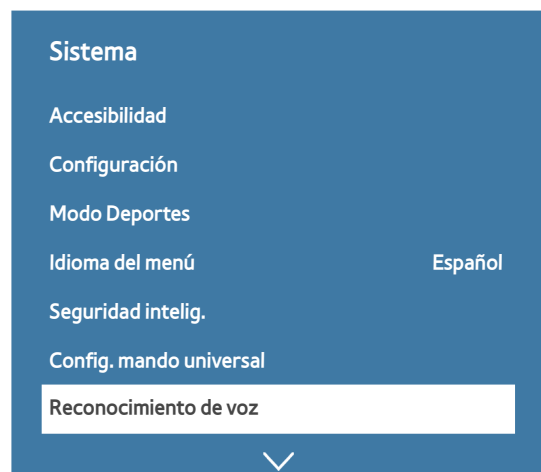 Sistema
Accesibilidad
Configuración
Modo Deportes
Idioma del menú Español
Seguridad intelig.
Config. mando universal
Reconocimiento de voz